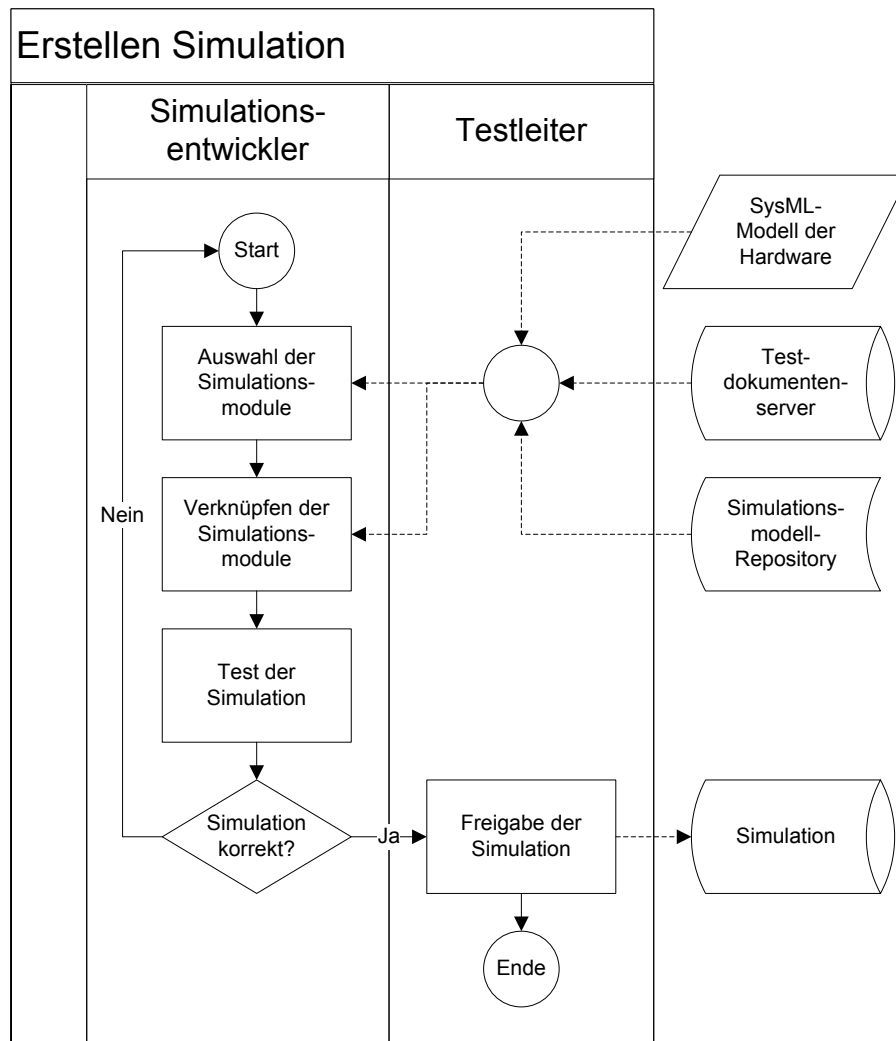 Erstellen Simulation
Simulations-
entwickler
Testleiter
Start
SysML-
Modell der
Hardware
Auswahl der
Simulations-
module
Test-
dokumenten-
server
Nein
Verknüpfen der
Simulations-
module
Simulations-
modell-
Repository
Test der
Simulation
Simulation
korrekt?
Ja
Freigabe der
Simulation
Simulation
Ende